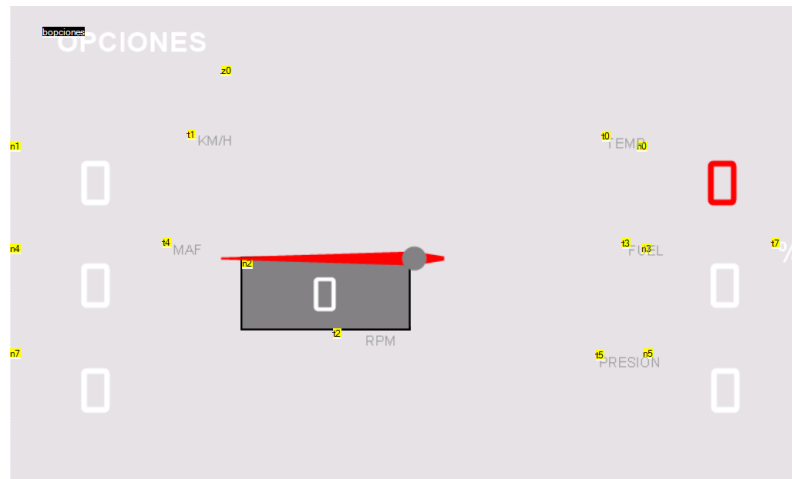 bopciones
OPCIONES
z0
t1 KM/H
t0 TEMP n0
n1
0
0
t4 MAF
t3 FUEL n3
t7 %
n4
n2
0
0
0
t2 RPM
n7
t5 PRESION n5
0
0